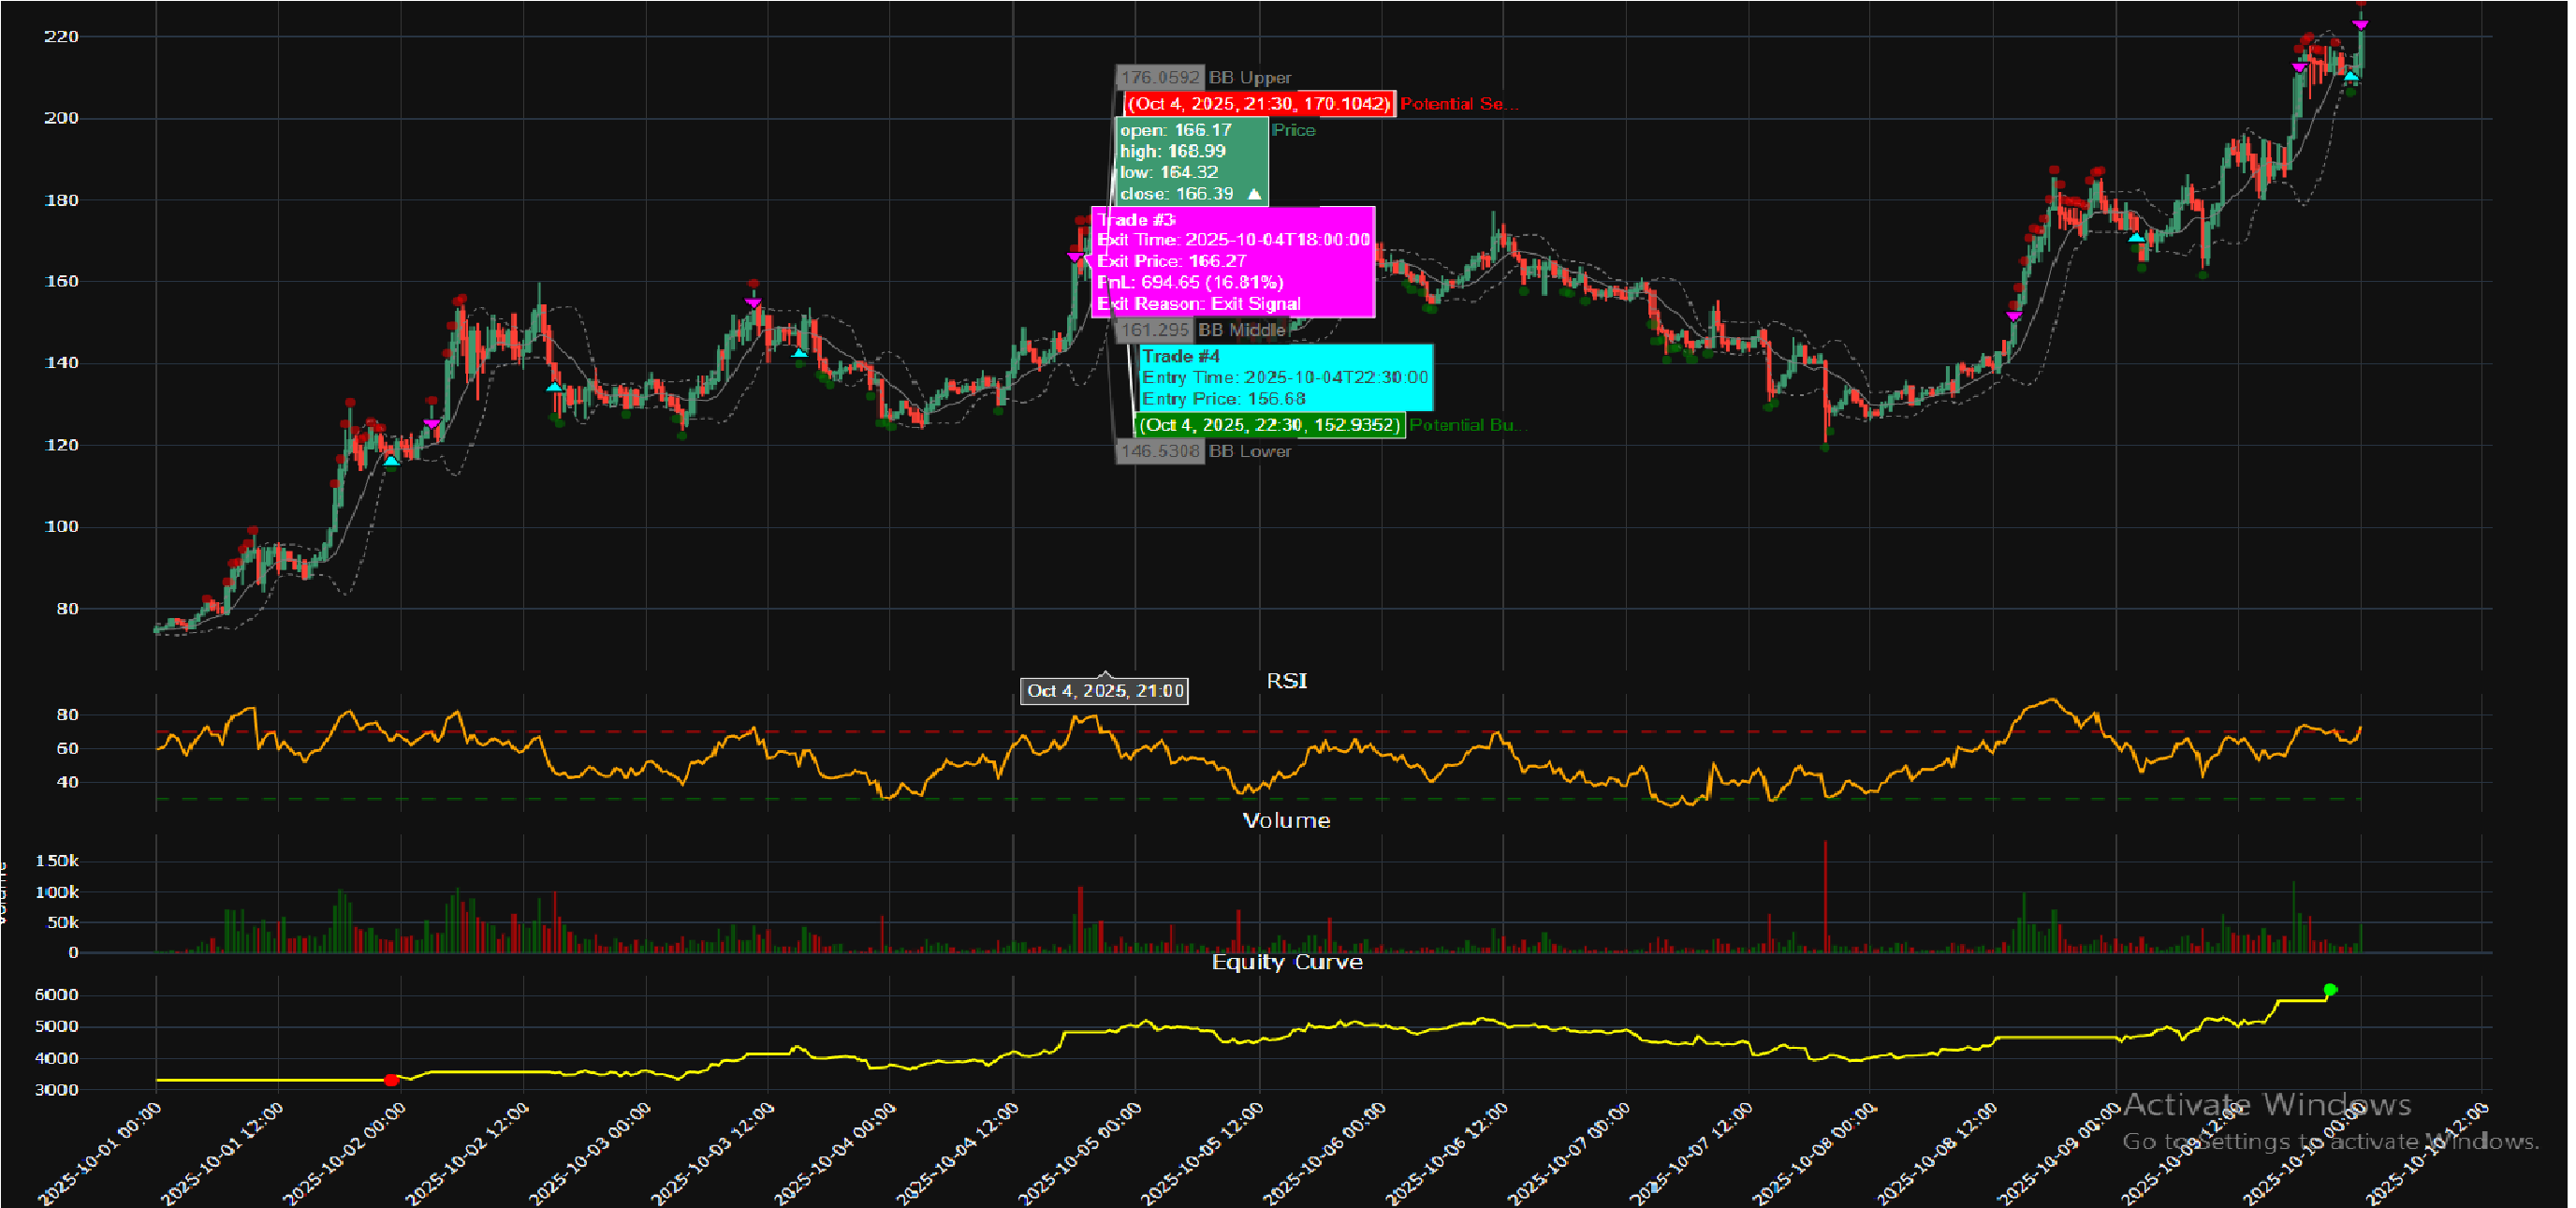 220
200
180
160
140
120
100
80
176.0592 BB Upper
(Oct 4, 2025, 21:30, 170.1042) Potential Se...
open: 166.17 Price
high: 168.99
low: 164.32
close: 166.39 ▲
Trade #3
Exit Time: 2025-10-04T18:00:00
Exit Price: 166.27
PnL: 694.65 (16.81%)
Exit Reason: Exit Signal
161.295 BB Middle
Trade #4
Entry Time: 2025-10-04T22:30:00
Entry Price: 156.68
(Oct 4, 2025, 22:30, 152.9352) Potential Bu...
146.5308 BB Lower
Oct 4, 2025, 21:00
RSI
80
60
40
Volume
150k
100k
50k
0
Equity Curve
6000
5000
4000
3000
2025-10-01 00:00
2025-10-01 12:00
2025-10-02 00:00
2025-10-02 12:00
2025-10-03 00:00
2025-10-03 12:00
2025-10-04 00:00
2025-10-04 12:00
2025-10-05 00:00
2025-10-05 12:00
2025-10-06 00:00
2025-10-06 12:00
2025-10-07 00:00
2025-10-07 12:00
2025-10-08 00:00
2025-10-08 12:00
2025-10-09 00:00
2025-10-09 12:00
2025-10-10 00:00
2025-10-10 12:00
Activate Windows
Go to Settings to activate Windows.